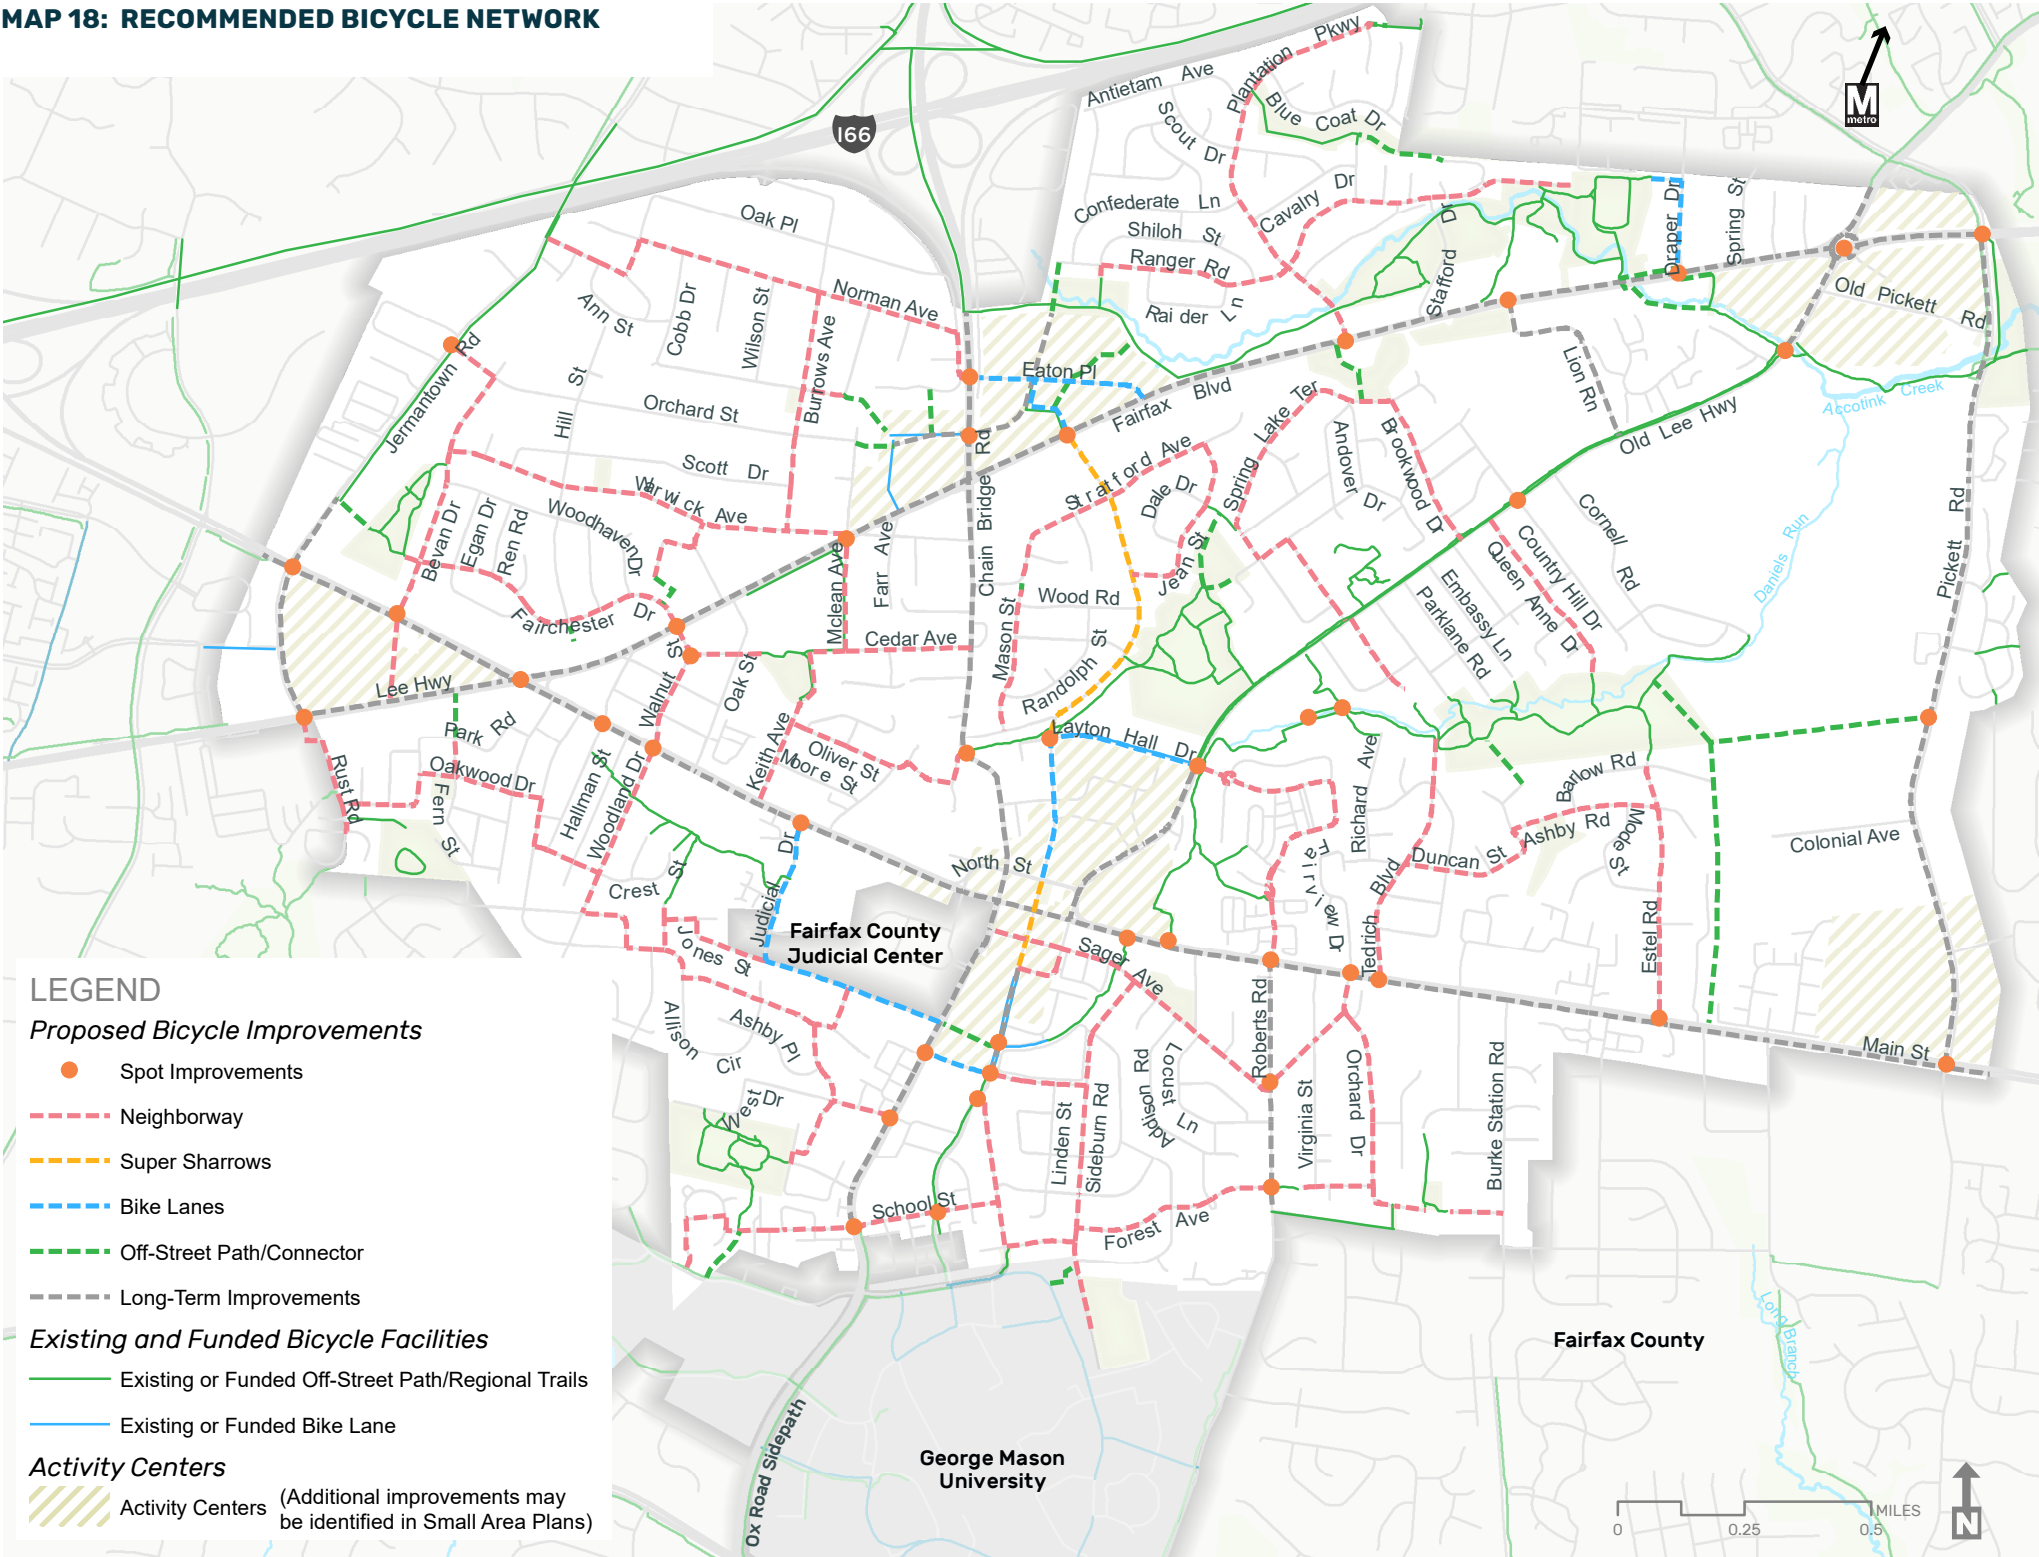 MAP 18: RECOMMENDED BICYCLE NETWORK
M
metro
I66
Antietam Ave
Plantation Pkwy
Blue Coat Dr
Scout Dr
Confederate Ln
Cavalry Dr
Shiloh St
Ranger Rd
Raider Ln
Stafford Dr
Draper Dr
Spring St
Old Pickett Rd
Oak Pl
Norman Ave
Ann St
Cobb Dr
Wilson St
Burrows Ave
Jermantown Rd
Hill St
Orchard St
Scott Dr
Warwick Ave
Eaton Pl
Fairfax Blvd
Lion Rn
Old Lee Hwy
Accotink Creek
Spring Lake Ter
Andover Dr
Brookwood Dr
Stratford Ave
Dale Dr
Jean St
Chain Bridge Rd
Farr Ave
Mclean Ave
Cedar Ave
Wood Rd
Mason St
Randolph St
Bevan Dr
Egan Dr
Ren Rd
Woodhaven Dr
Fairchester Dr
Cornell Rd
Country Hill Dr
Queen Anne Dr
Embassy Ln
Parklane Rd
Daniels Run
Pickett Rd
Lee Hwy
Walnut St
Oak St
Park Rd
Oakwood Dr
Rust Rd
Fern St
Hallman St
Woodland Dr
Keith Ave
Oliver St
Moore St
Layton Hall Dr
Richard Ave
Barlow Rd
Ashby Rd
Mode St
Colonial Ave
Duncan St
Fairview Dr
Tedrich Blvd
Estel Rd
North St
Crest St
Judicial Dr
Jones St
Fairfax County
Judicial Center
Sager Ave
Roberts Rd
Main St
Allison Cir
Ashby Pl
West Dr
Addison Rd
Locust Ln
Linden St
Sideburn Rd
Virginia St
Orchard Dr
Burke Station Rd
School St
Forest Ave
Long Branch
Fairfax County
George Mason
University
Ox Road Sidepath
LEGEND
Proposed Bicycle Improvements
Spot Improvements
Neighborway
Super Sharrows
Bike Lanes
Off-Street Path/Connector
Long-Term Improvements
Existing and Funded Bicycle Facilities
Existing or Funded Off-Street Path/Regional Trails
Existing or Funded Bike Lane
Activity Centers
Activity Centers (Additional improvements may
be identified in Small Area Plans)
MILES
0 0.25 0.5
N